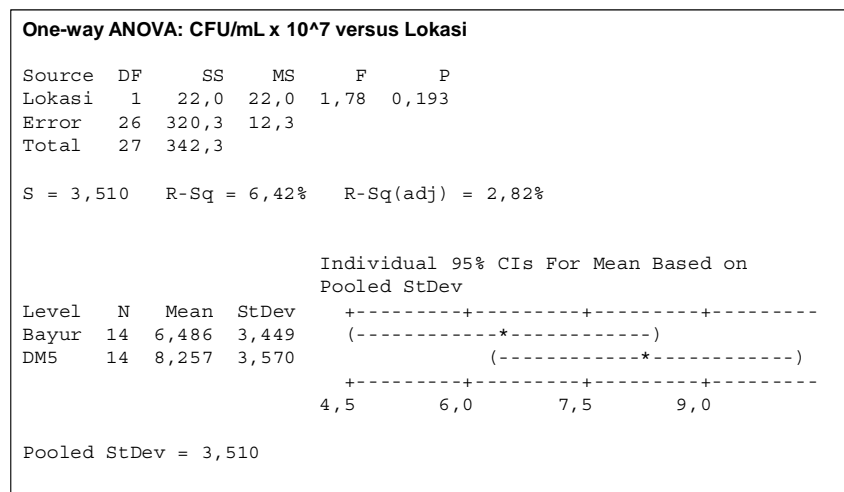 One-way ANOVA: CFU/mL x 10^7 versus Lokasi
Source  DF     SS    MS     F      P
Lokasi   1   22,0  22,0  1,78  0,193
Error   26  320,3  12,3
Total   27  342,3
S = 3,510   R-Sq = 6,42%   R-Sq(adj) = 2,82%
Individual 95% CIs For Mean Based on
Pooled StDev
Level   N   Mean  StDev    +---------+---------+---------+---------
Bayur  14  6,486  3,449    (------------*------------)
DM5    14  8,257  3,570                (------------*------------)
+---------+---------+---------+---------
4,5       6,0       7,5       9,0
Pooled StDev = 3,510